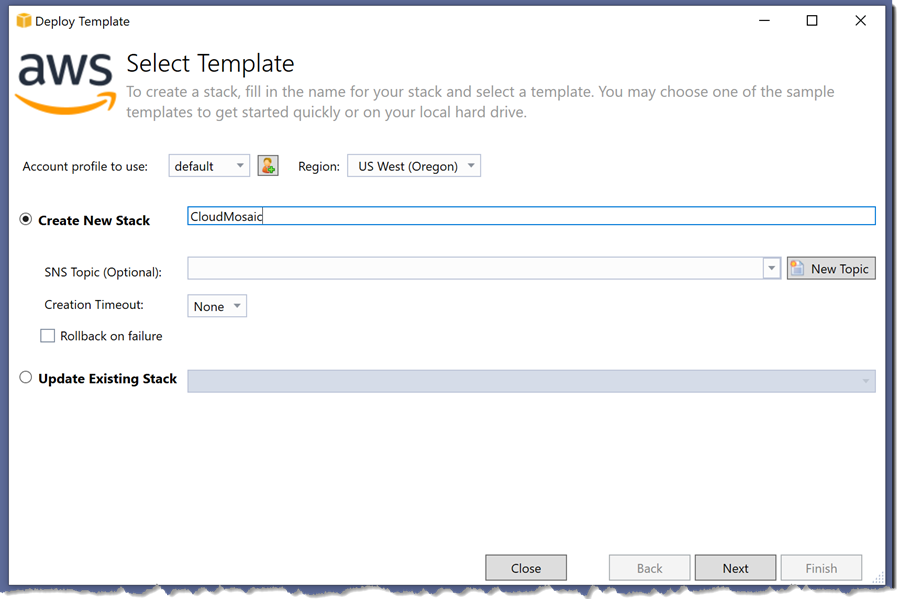 Deploy Template
aws
Select Template
To create a stack, fill in the name for your stack and select a template. You may choose one of the sample
templates to get started quickly or on your local hard drive.
Account profile to use: default Region: US West (Oregon)
Create New Stack CloudMosaic
SNS Topic (Optional): New Topic
Creation Timeout: None
Rollback on failure
Update Existing Stack
Close Back Next Finish